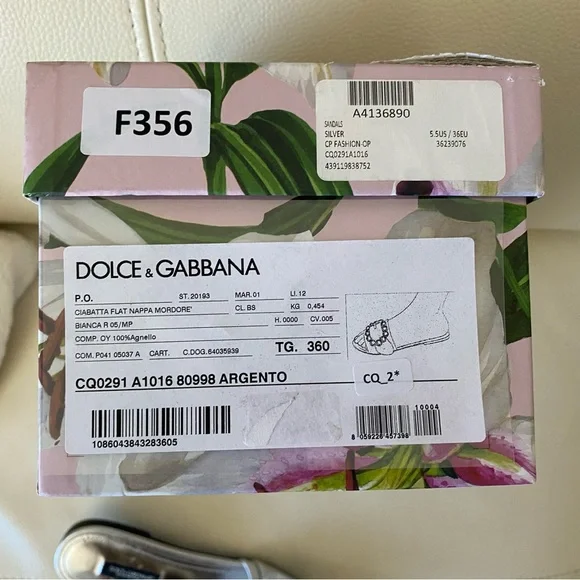 F356
A4136890
SANDALS
SILVER 5.5US / 36EU
CP FASHION-OP 36239076
CQ0291A1016
439119838752
DOLCE & GABBANA
P.O. ST. 20193 MAR. 01 LI. 12
CIABATTA FLAT NAPPA MORDORE' CL. BS KG 0,454
BIANCA R 05/MP H. 0000 CV. 005
COMP. OY 100%Agnello
COM. P041 05037 A CART. C.DOG. 64035939 TG. 360
CQ0291 A1016 80998 ARGENTO
CQ_2*
10004
1086043843283605
8 059226 457398